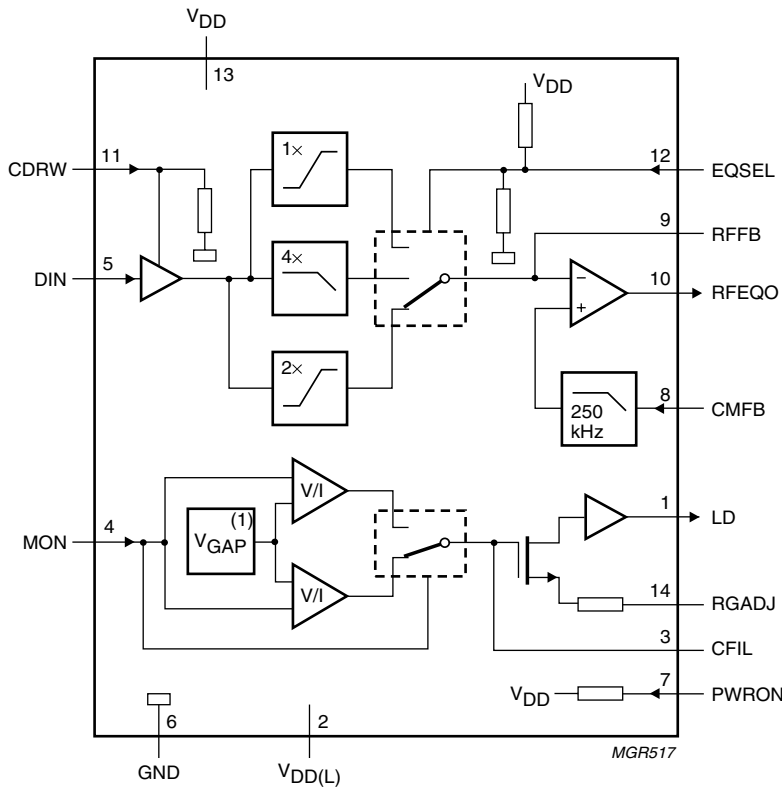 VDD
13
VDD
CDRW
11
1×
12
EQSEL
9
RFFB
DIN
5
4×
−
+
10
RFEQO
2×
250
kHz
8
CMFB
MON
4
V/I
(1)
VGAP
V/I
1
LD
14
RGADJ
3
CFIL
VDD
7
PWRON
6
GND
2
VDD(L)
MGR517